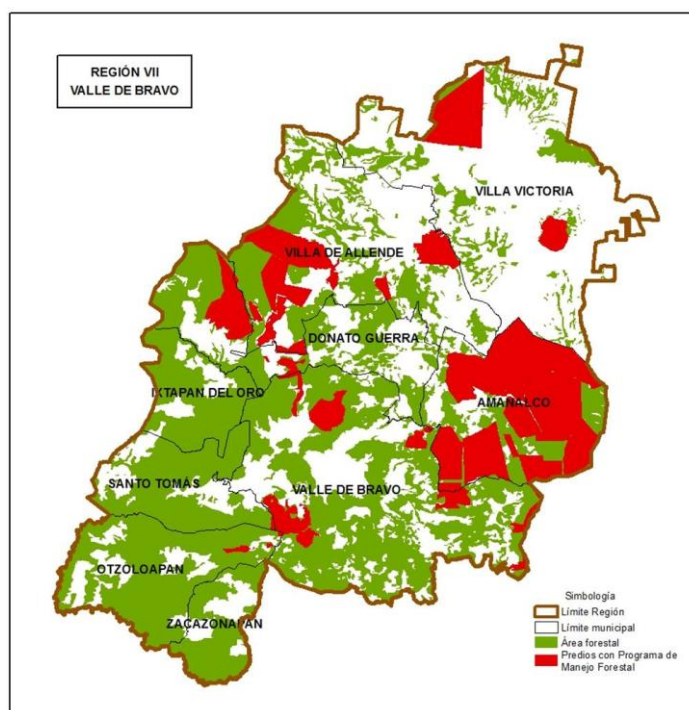 REGIÓN VII
VALLE DE BRAVO
VILLA VICTORIA
VILLA DE ALLENDE
DONATO GUERRA
IXTAPAN DEL ORO
AMANALCO
SANTO TOMÁS
VALLE DE BRAVO
OTZOLOAPAN
ZACAZONAPAN
Simbología
Límite Región
Límite municipal
Área forestal
Predios con Programa de
Manejo Forestal